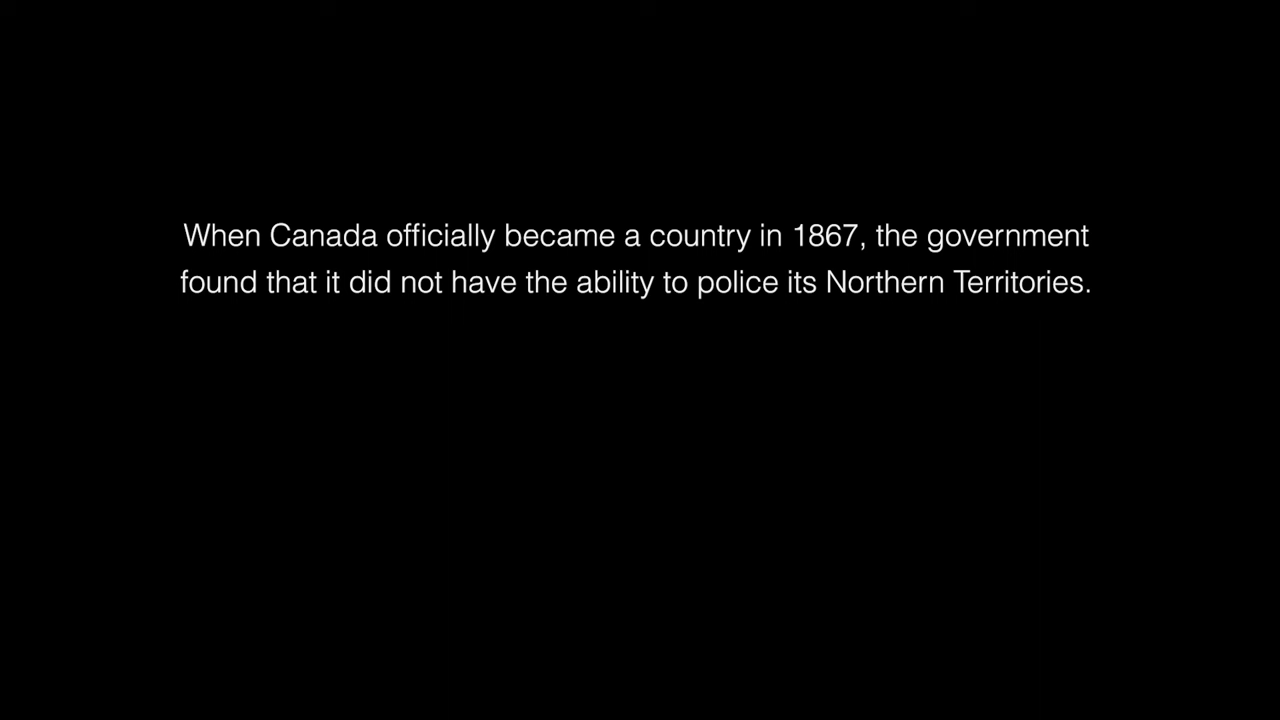 When Canada officially became a country in 1867, the government
found that it did not have the ability to police its Northern Territories.